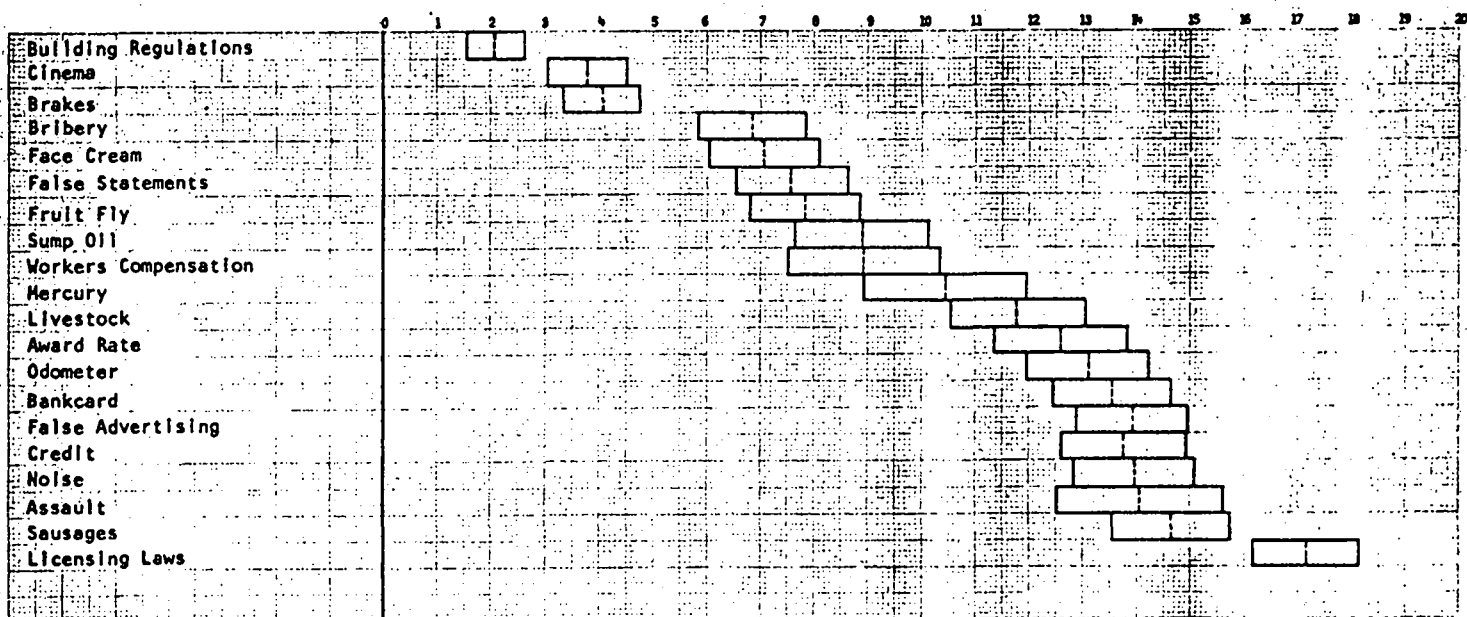 0 1 2 3 4 5 6 7 8 9 10 11 12 13 14 15 16 17 18 19 20
Building Regulations
Cinema
Brakes
Bribery
Face Cream
False Statements
Fruit Fly
Sump Oil
Workers Compensation
Mercury
Livestock
Award Rate
Odometer
Bankcard
False Advertising
Credit
Noise
Assault
Sausages
Licensing Laws